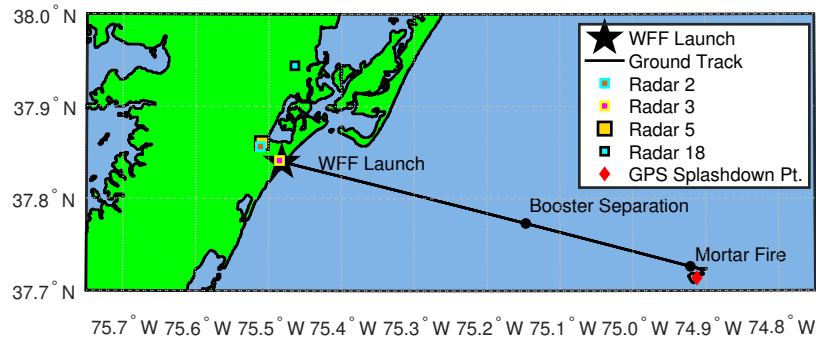 38.0° N
37.9° N
37.8° N
37.7° N
WFF Launch
Ground Track
Radar 2
Radar 3
Radar 5
Radar 18
GPS Splashdown Pt.
WFF Launch
Booster Separation
Mortar Fire
75.7° W 75.6° W 75.5° W 75.4° W 75.3° W 75.2° W 75.1° W 75.0° W 74.9° W 74.8° W